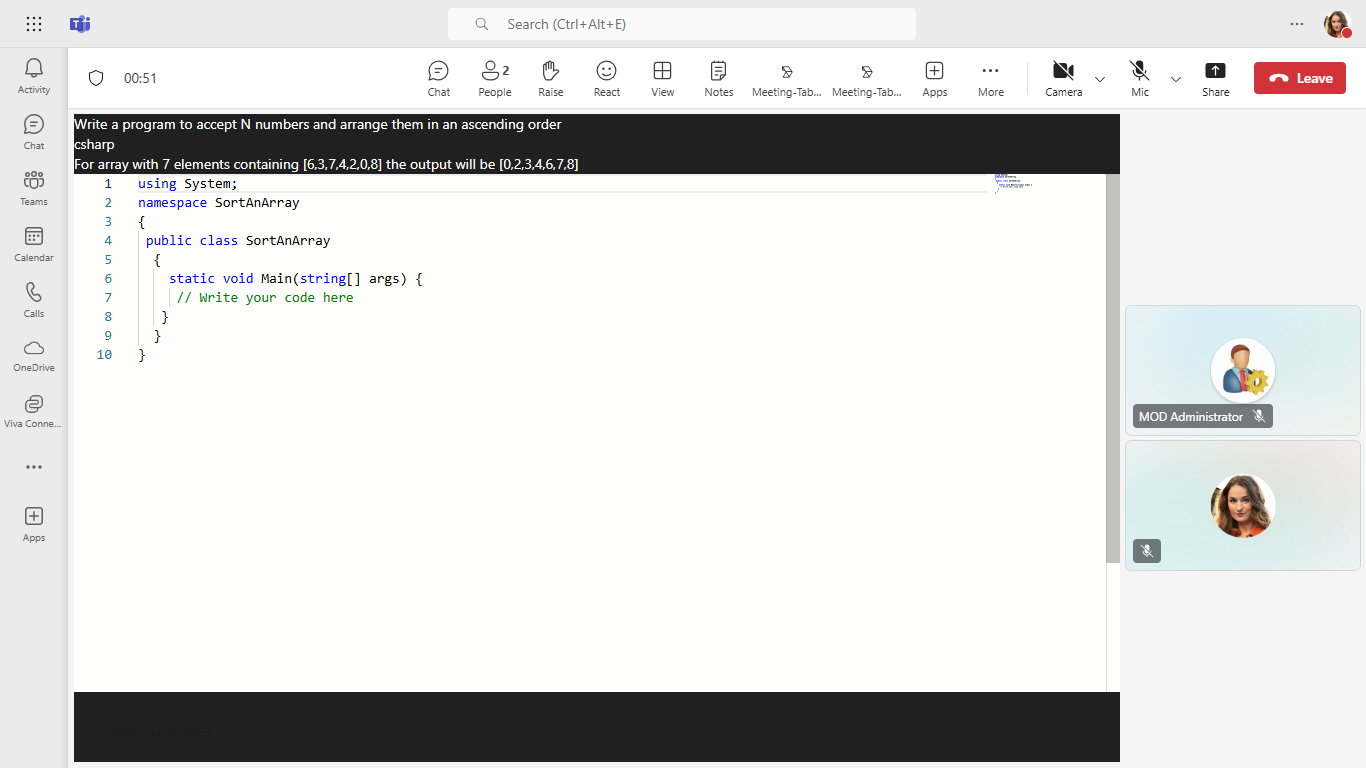 Search (Ctrl+Alt+E)
Activity
Chat
Teams
Calendar
Calls
OneDrive
Viva Conne...
Apps
00:51
Chat
2
People
Raise
React
View
Notes
Meeting-Tab...
Meeting-Tab...
Apps
More
Camera
Mic
Share
Leave
Write a program to accept N numbers and arrange them in an ascending order
csharp
For array with 7 elements containing [6,3,7,4,2,0,8] the output will be [0,2,3,4,6,7,8]
1 using System;
2 namespace SortAnArray
3 {
4 public class SortAnArray
5 {
6 static void Main(string[] args) {
7 // Write your code here
8 }
9 }
10 }
MOD Administrator